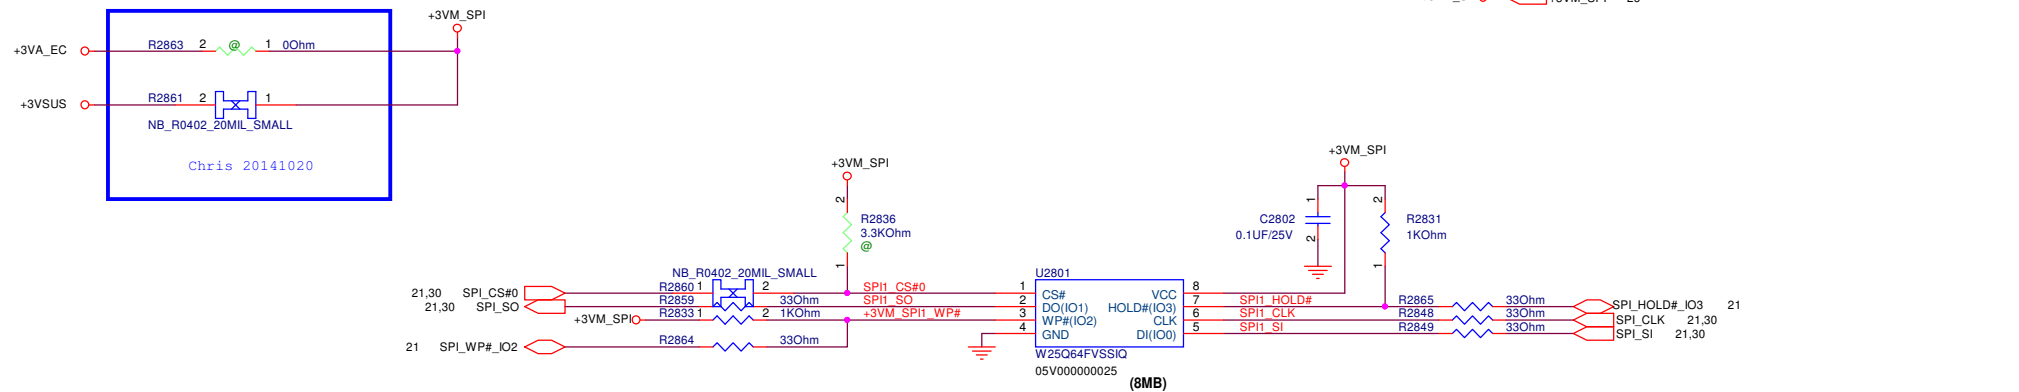 +3VM_SPI
+3VA_EC R2863 2 @ 1 0Ohm
+3VSUS R2861 2 1
NB_R0402_20MIL_SMALL
Chris 20141020
+3VM_SPI
+3VM_SPI
2 R2836
3.3KOhm
@
1
C2802 1 2 R2831
0.1UF/25V 2 1KOhm
1
NB_R0402_20MIL_SMALL U2801
21,30 SPI_CS#0 R2860 1 2 SPI1_CS#0 1 CS# VCC 8
21,30 SPI_SO R2859 33Ohm SPI1_SO 2 DO(IO1) HOLD#(IO3) 7 SPI1_HOLD# R2865 33Ohm SPI_HOLD#_IO3 21
+3VM_SPI R2833 1 2 1KOhm +3VM_SPI1_WP# 3 WP#(IO2) CLK 6 SPI1_CLK R2848 33Ohm SPI_CLK 21,30
4 GND DI(IO0) 5 SPI1_SI R2849 33Ohm SPI_SI 21,30
21 SPI_WP#_IO2 R2864 33Ohm
W25Q64FVSSIQ
05V000000025
(8MB)